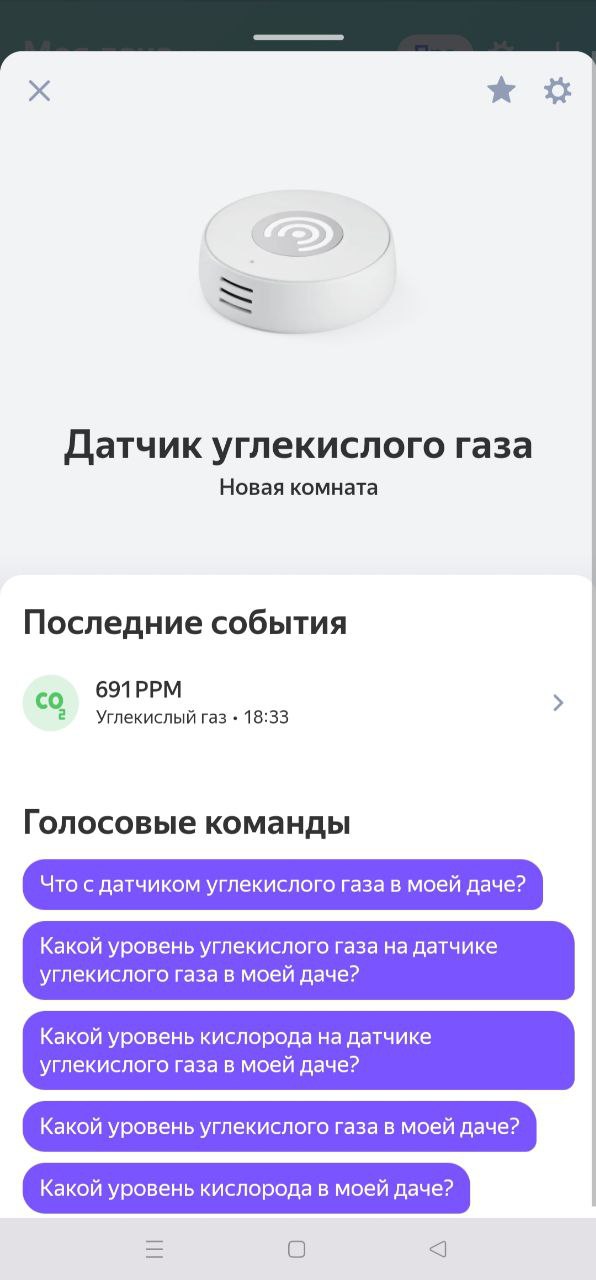 Датчик углекислого газа
Новая комната
Последние события
CO2
691 PPM
Углекислый газ • 18:33
Голосовые команды
Что с датчиком углекислого газа в моей даче?
Какой уровень углекислого газа на датчике
углекислого газа в моей даче?
Какой уровень кислорода на датчике
углекислого газа в моей даче?
Какой уровень углекислого газа в моей даче?
Какой уровень кислорода в моей даче?